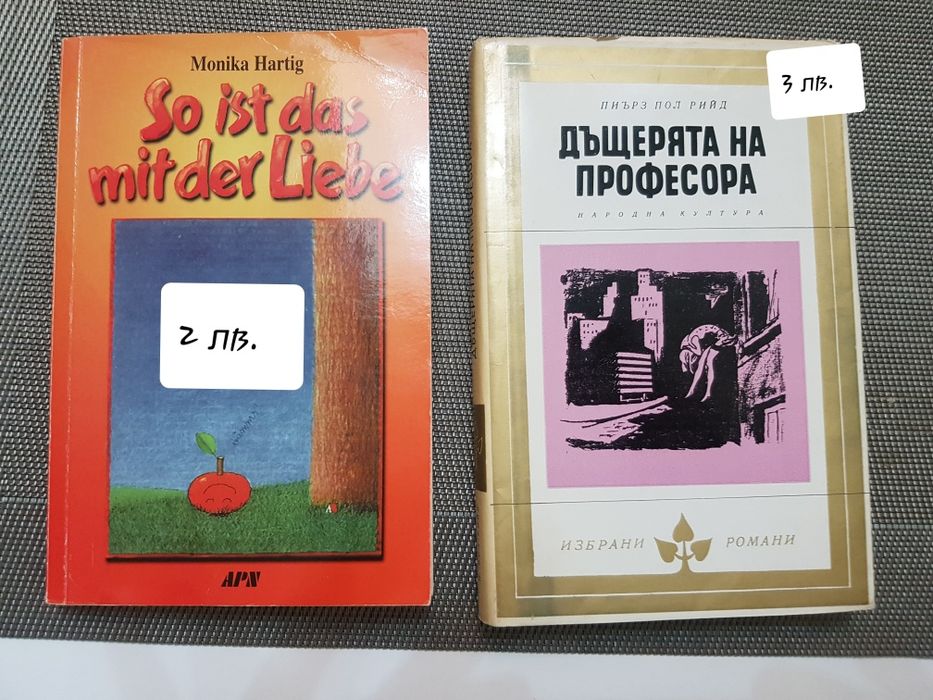 Monika Hartig
So ist das
mit der Liebe
2 лв.
APN
3 лв.
ПИЪРЗ ПОЛ РИЙД
ДЪЩЕРЯТА НА
ПРОФЕСОРА
НАРОДНА КУЛТУРА
ИЗБРАНИ РОМАНИ